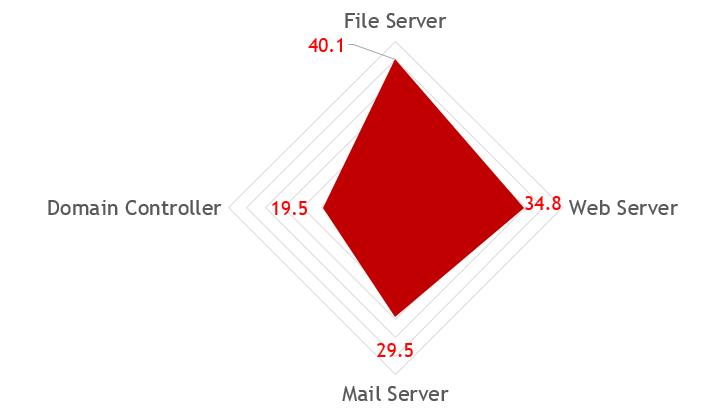 File Server
40.1
Domain Controller
19.5
34.8
Web Server
29.5
Mail Server